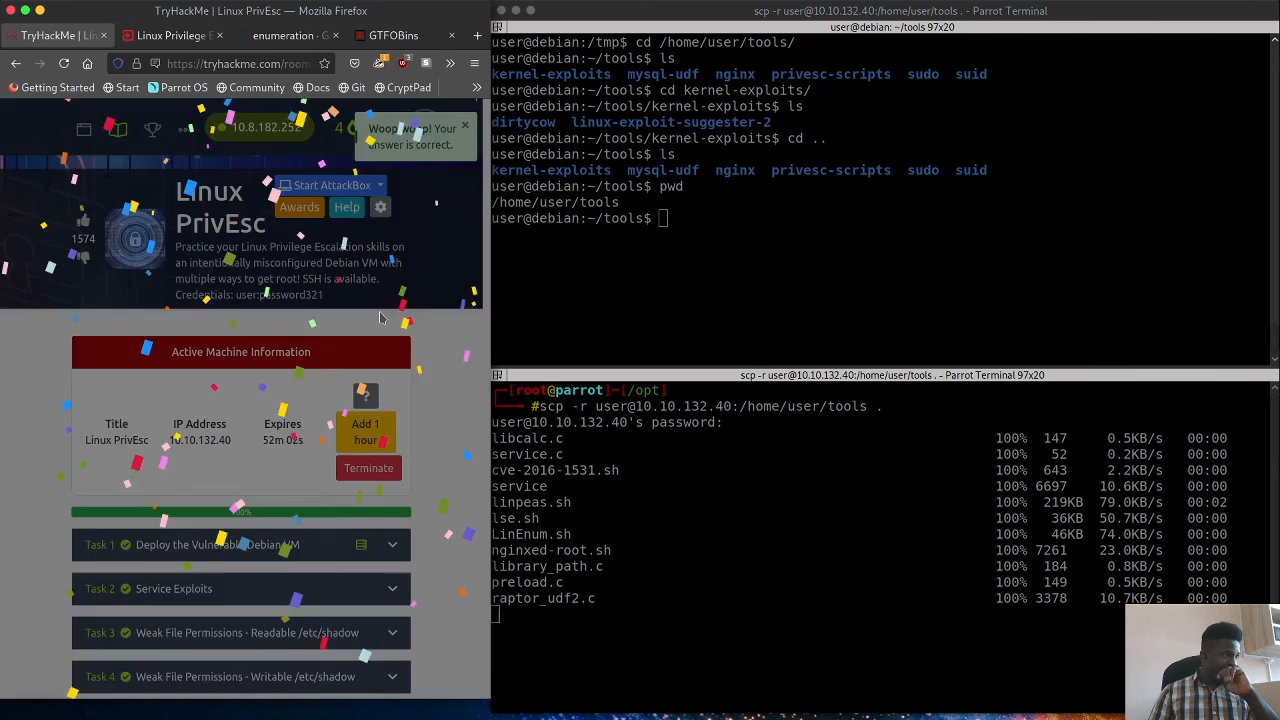 TryHackMe | Linux PrivEsc — Mozilla Firefox
TryHackMe | Lin
Linux Privilege E
enumeration - G
GTFOBins
https://tryhackme.com/room
Getting Started
Start
Parrot OS
Community
Docs
Git
CryptPad
10.8.182.252
4
Woop woop! Your
answer is correct.
Linux
PrivEsc
Start AttackBox
Awards
Help
1574
Practice your Linux Privilege Escalation skills on
an intentionally misconfigured Debian VM with
multiple ways to get root! SSH is available.
Credentials: user:password321
Active Machine Information
?
Title
IP Address
Expires
Add 1
hour
Linux PrivEsc
10.10.132.40
Terminate
100%
Task 1
Deploy the Vulnerable Debian VM
Task 2
Service Exploits
Task 3
Weak File Permissions - Readable /etc/shadow
Task 4
Weak File Permissions - Writable /etc/shadow
scp -r user@10.10.132.40:/home/user/tools . - Parrot Terminal
user@debian: ~/tools 97x20
user@debian:/tmp$ cd /home/user/tools/
user@debian:~/tools$ ls
kernel-exploits mysql-udf nginx privesc-scripts sudo suid
user@debian:~/tools$ cd kernel-exploits/
user@debian:~/tools/kernel-exploits$ ls
dirtycow linux-exploit-suggester-2
user@debian:~/tools/kernel-exploits$ cd ..
user@debian:~/tools$ ls
kernel-exploits mysql-udf nginx privesc-scripts sudo suid
user@debian:~/tools$ pwd
/home/user/tools
user@debian:~/tools$
scp -r user@10.10.132.40:/home/user/tools . - Parrot Terminal 97x20
[root@parrot]─[/opt]
#scp -r user@10.10.132.40:/home/user/tools .
user@10.10.132.40's password:
libcalc.c 100% 147 0.5KB/s 00:00
service.c 100% 52 0.2KB/s 00:00
cve-2016-1531.sh 100% 643 2.2KB/s 00:00
service 100% 6697 10.6KB/s 00:00
linpeas.sh 100% 219KB 79.0KB/s 00:02
lse.sh 100% 36KB 50.7KB/s 00:00
LinEnum.sh 100% 46KB 74.0KB/s 00:00
nginxed-root.sh 100% 7261 23.0KB/s 00:00
library_path.c 100% 184 0.8KB/s 00:00
preload.c 100% 149 0.5KB/s 00:00
raptor_udf2.c 100% 3378 10.7KB/s 00:00